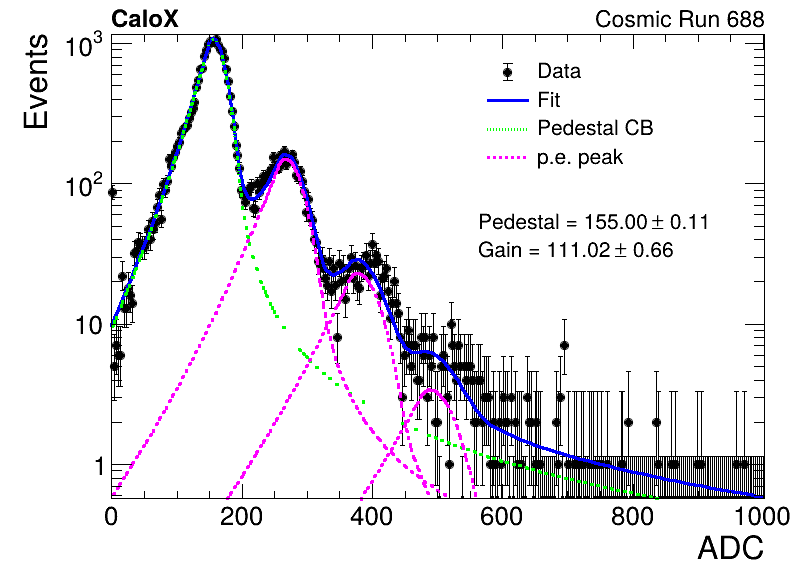 CaloX Cosmic Run 688
Events
10³
10²
10
1
Data
Fit
Pedestal CB
p.e. peak
Pedestal = 155.00 ± 0.11
Gain = 111.02 ± 0.66
0 200 400 600 800 1000
ADC